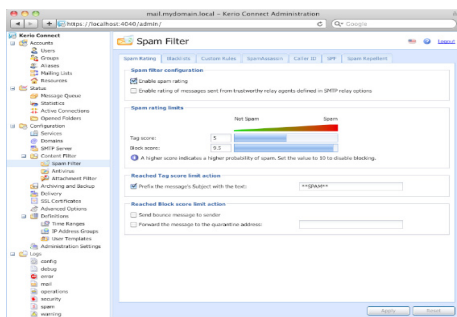 mail.mydomain.local - Kerio Connect Administration
https://localhost:4040/admin/
Google
Kerio Connect
Accounts
Users
Groups
Aliases
Mailing Lists
Resources
Status
Message Queue
Statistics
Active Connections
Opened Folders
Configuration
Services
Domains
SMTP Server
Content Filter
Spam Filter
Antivirus
Attachment Filter
Archiving and Backup
Delivery
SSL Certificates
Advanced Options
Definitions
Time Ranges
IP Address Groups
User Templates
Administration Settings
Logs
config
debug
error
mail
operations
security
spam
warning
Spam Filter
Logout
Spam Rating Blacklists Custom Rules SpamAssassin Caller ID SPF Spam Repellent
Spam filter configuration
Enable spam rating
Enable rating of messages sent from trustworthy relay agents defined in SMTP relay options
Spam rating limits
Not Spam Spam
Tag score: 5
Block score: 9.2
A higher score indicates a higher probability of spam. Set the value to 10 to disable blocking.
Reached Tag score limit action
Prefix the message's Subject with the text: **SPAM**
Reached Block score limit action
Send bounce message to sender
Forward the message to the quarantine address:
Apply Reset